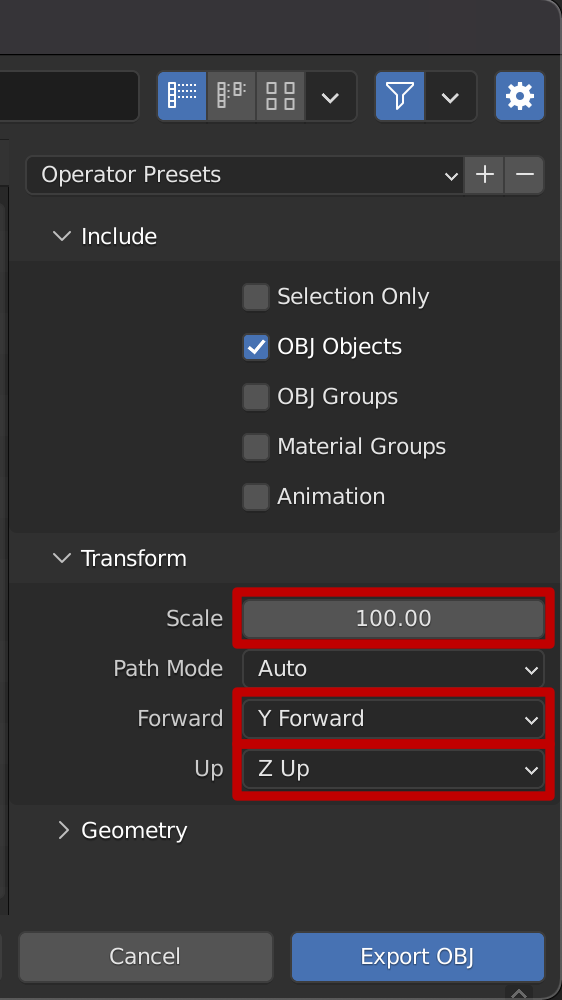 Operator Presets
Include
Selection Only
OBJ Objects
OBJ Groups
Material Groups
Animation
Transform
Scale 100.00
Path Mode Auto
Forward Y Forward
Up Z Up
Geometry
Cancel Export OBJ